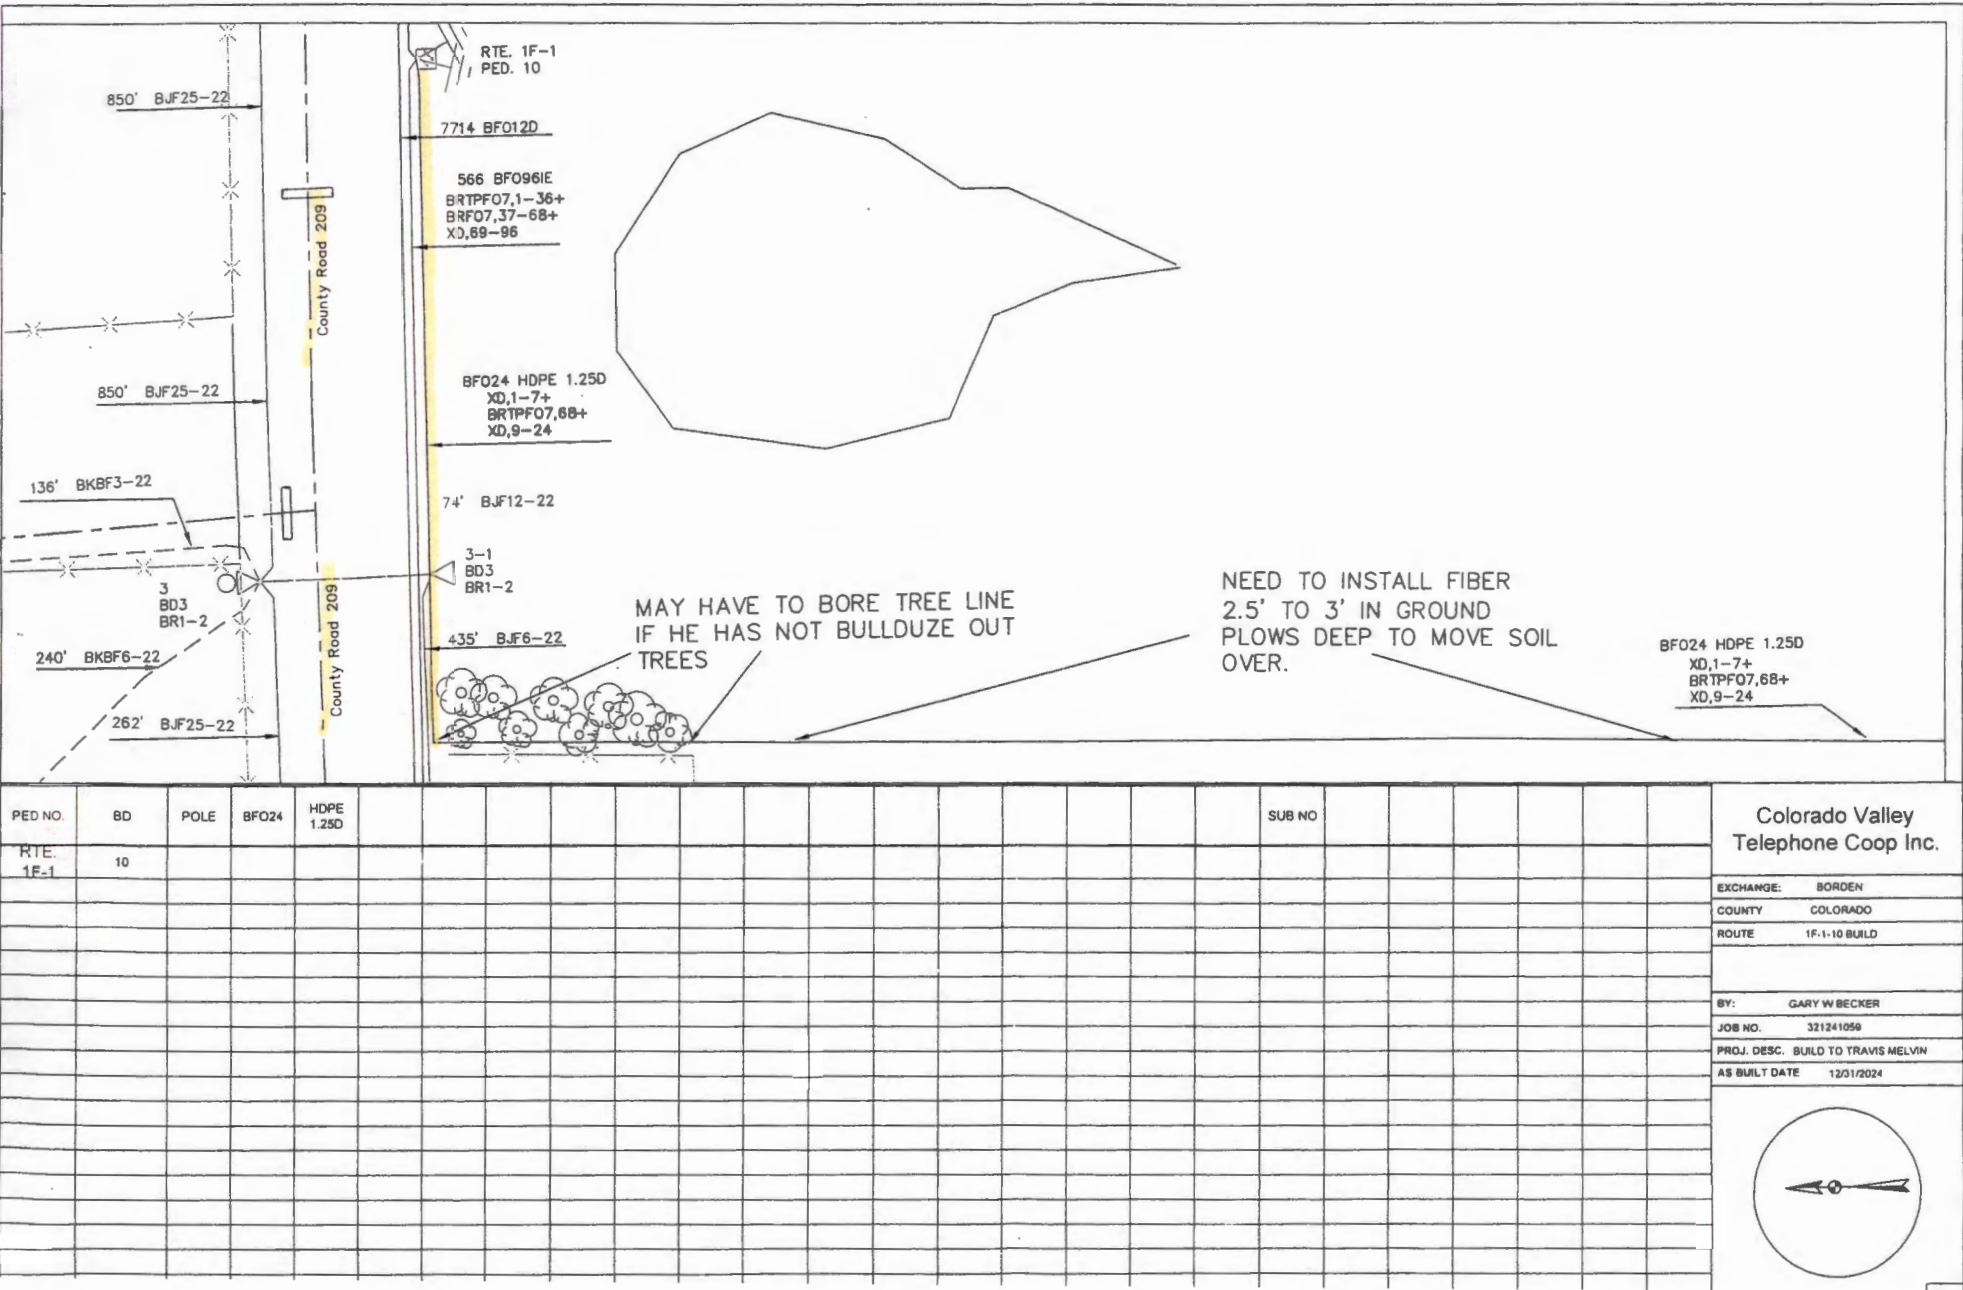 RTE. 1F-1
PED. 10
850' BJF25-22
7714 BFO12D
566 BFO96IE
BRTPFO7,1-36+
BRFO7,37-68+
XD,69-96
County Road 209
BFO24 HDPE 1.25D
XD,1-7+
BRTPFO7,68+
XD,9-24
850' BJF25-22
136' BKBF3-22
74' BJF12-22
3-1
BD3
BR1-2
3
BD3
BR1-2
County Road 209
MAY HAVE TO BORE TREE LINE
IF HE HAS NOT BULLDUZE OUT
TREES
NEED TO INSTALL FIBER
2.5' TO 3' IN GROUND
PLOWS DEEP TO MOVE SOIL
OVER.
BFO24 HDPE 1.25D
XD,1-7+
BRTPFO7,68+
XD,9-24
435' BJF6-22
240' BKBF6-22
262' BJF25-22
PED NO. BD POLE BFO24 HDPE 1.25D SUB NO
RTE. 1F-1 10
Colorado Valley
Telephone Coop Inc.
EXCHANGE: BORDEN
COUNTY COLORADO
ROUTE 1F-1-10 BUILD
BY: GARY W BECKER
JOB NO. 321241059
PROJ. DESC. BUILD TO TRAVIS MELVIN
AS BUILT DATE 12/31/2024